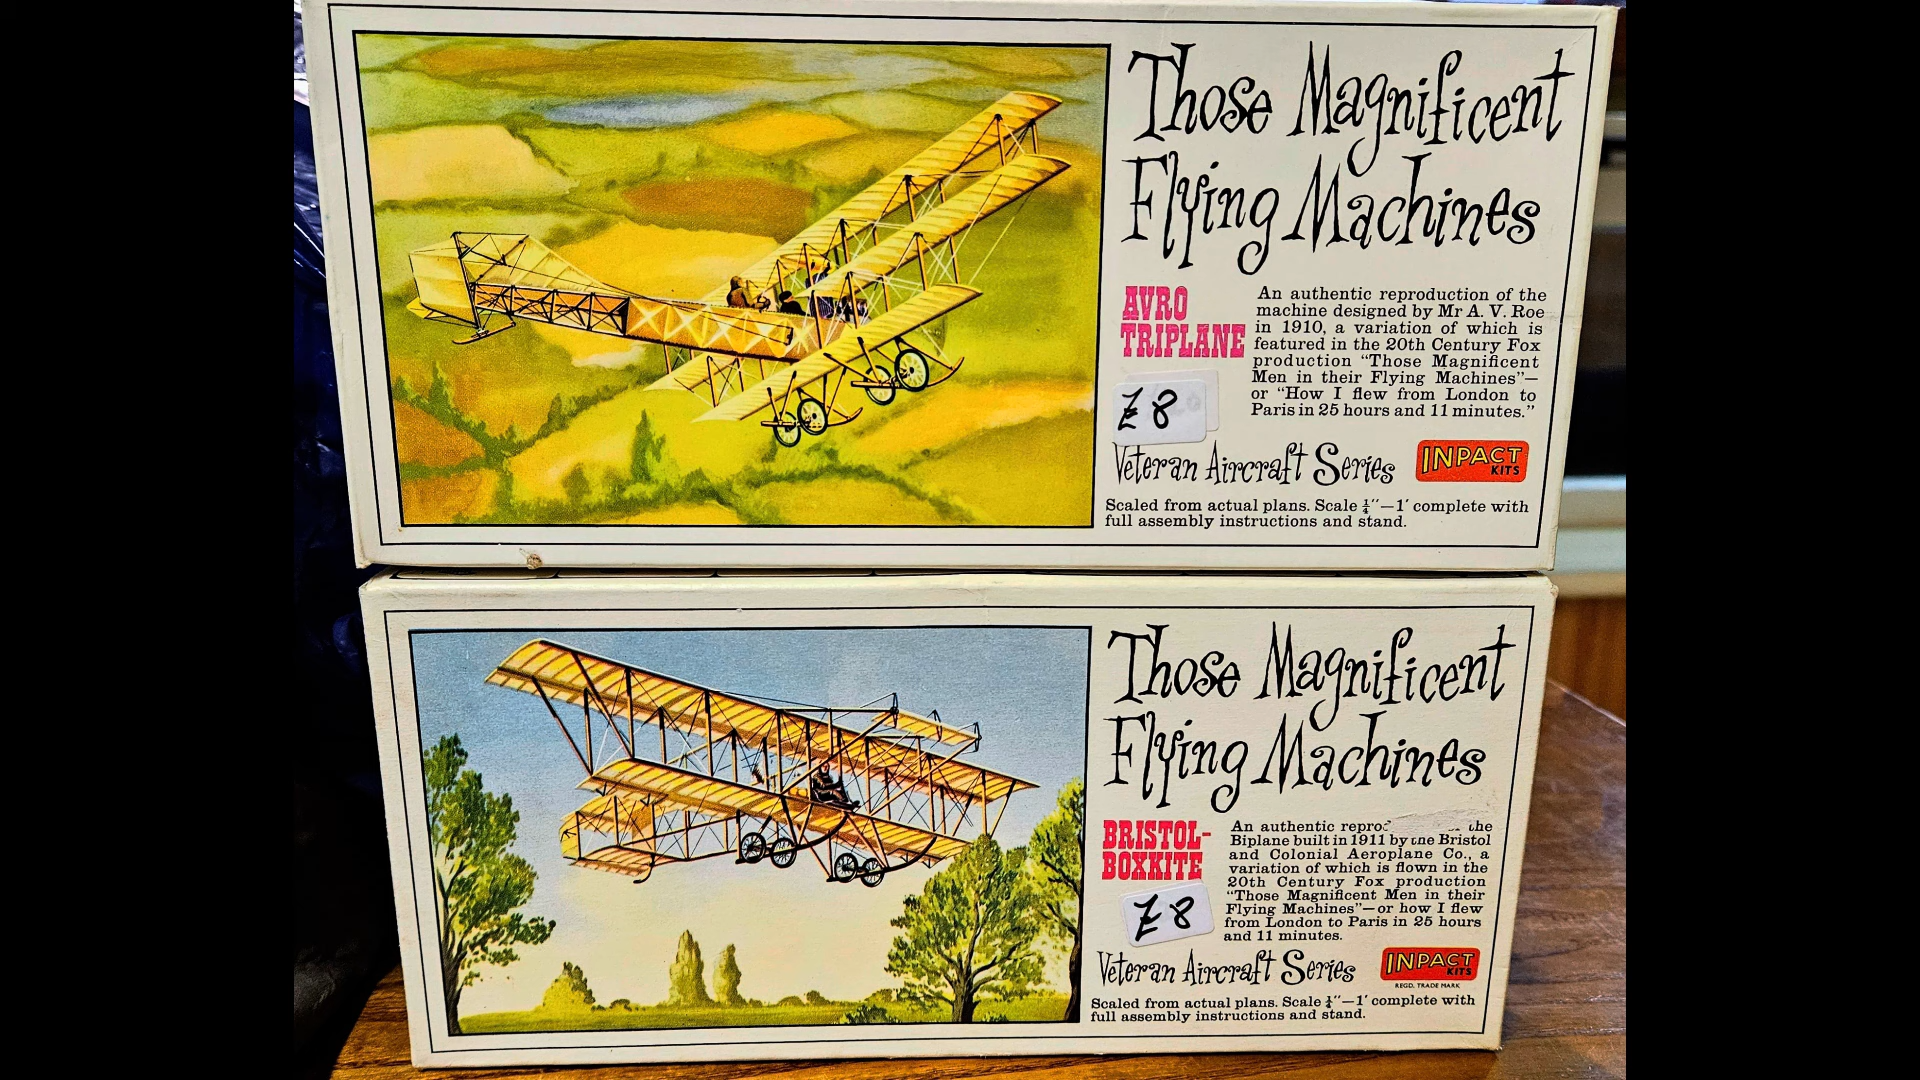 Those Magnificent
Flying Machines
AVRO
TRIPLANE
An authentic reproduction of the
machine designed by Mr A. V. Roe
in 1910, a variation of which is
featured in the 20th Century Fox
production “Those Magnificent
Men in their Flying Machines”—
or “How I flew from London to
Paris in 25 hours and 11 minutes.”
£8
Veteran Aircraft Series
INPACT
KITS
Scaled from actual plans. Scale ¼″—1′ complete with
full assembly instructions and stand.
Those Magnificent
Flying Machines
BRISTOL-
BOXKITE
An authentic the
Biplane built in 1911 by the Bristol
and Colonial Aeroplane Co., a
variation of which is flown in the
20th Century Fox production
“Those Magnificent Men in their
Flying Machines”—or how I flew
from London to Paris in 25 hours
and 11 minutes.
£8
Veteran Aircraft Series
INPACT
KITS
REGD. TRADE MARK
Scaled from actual plans. Scale ¼″—1′ complete with
full assembly instructions and stand.